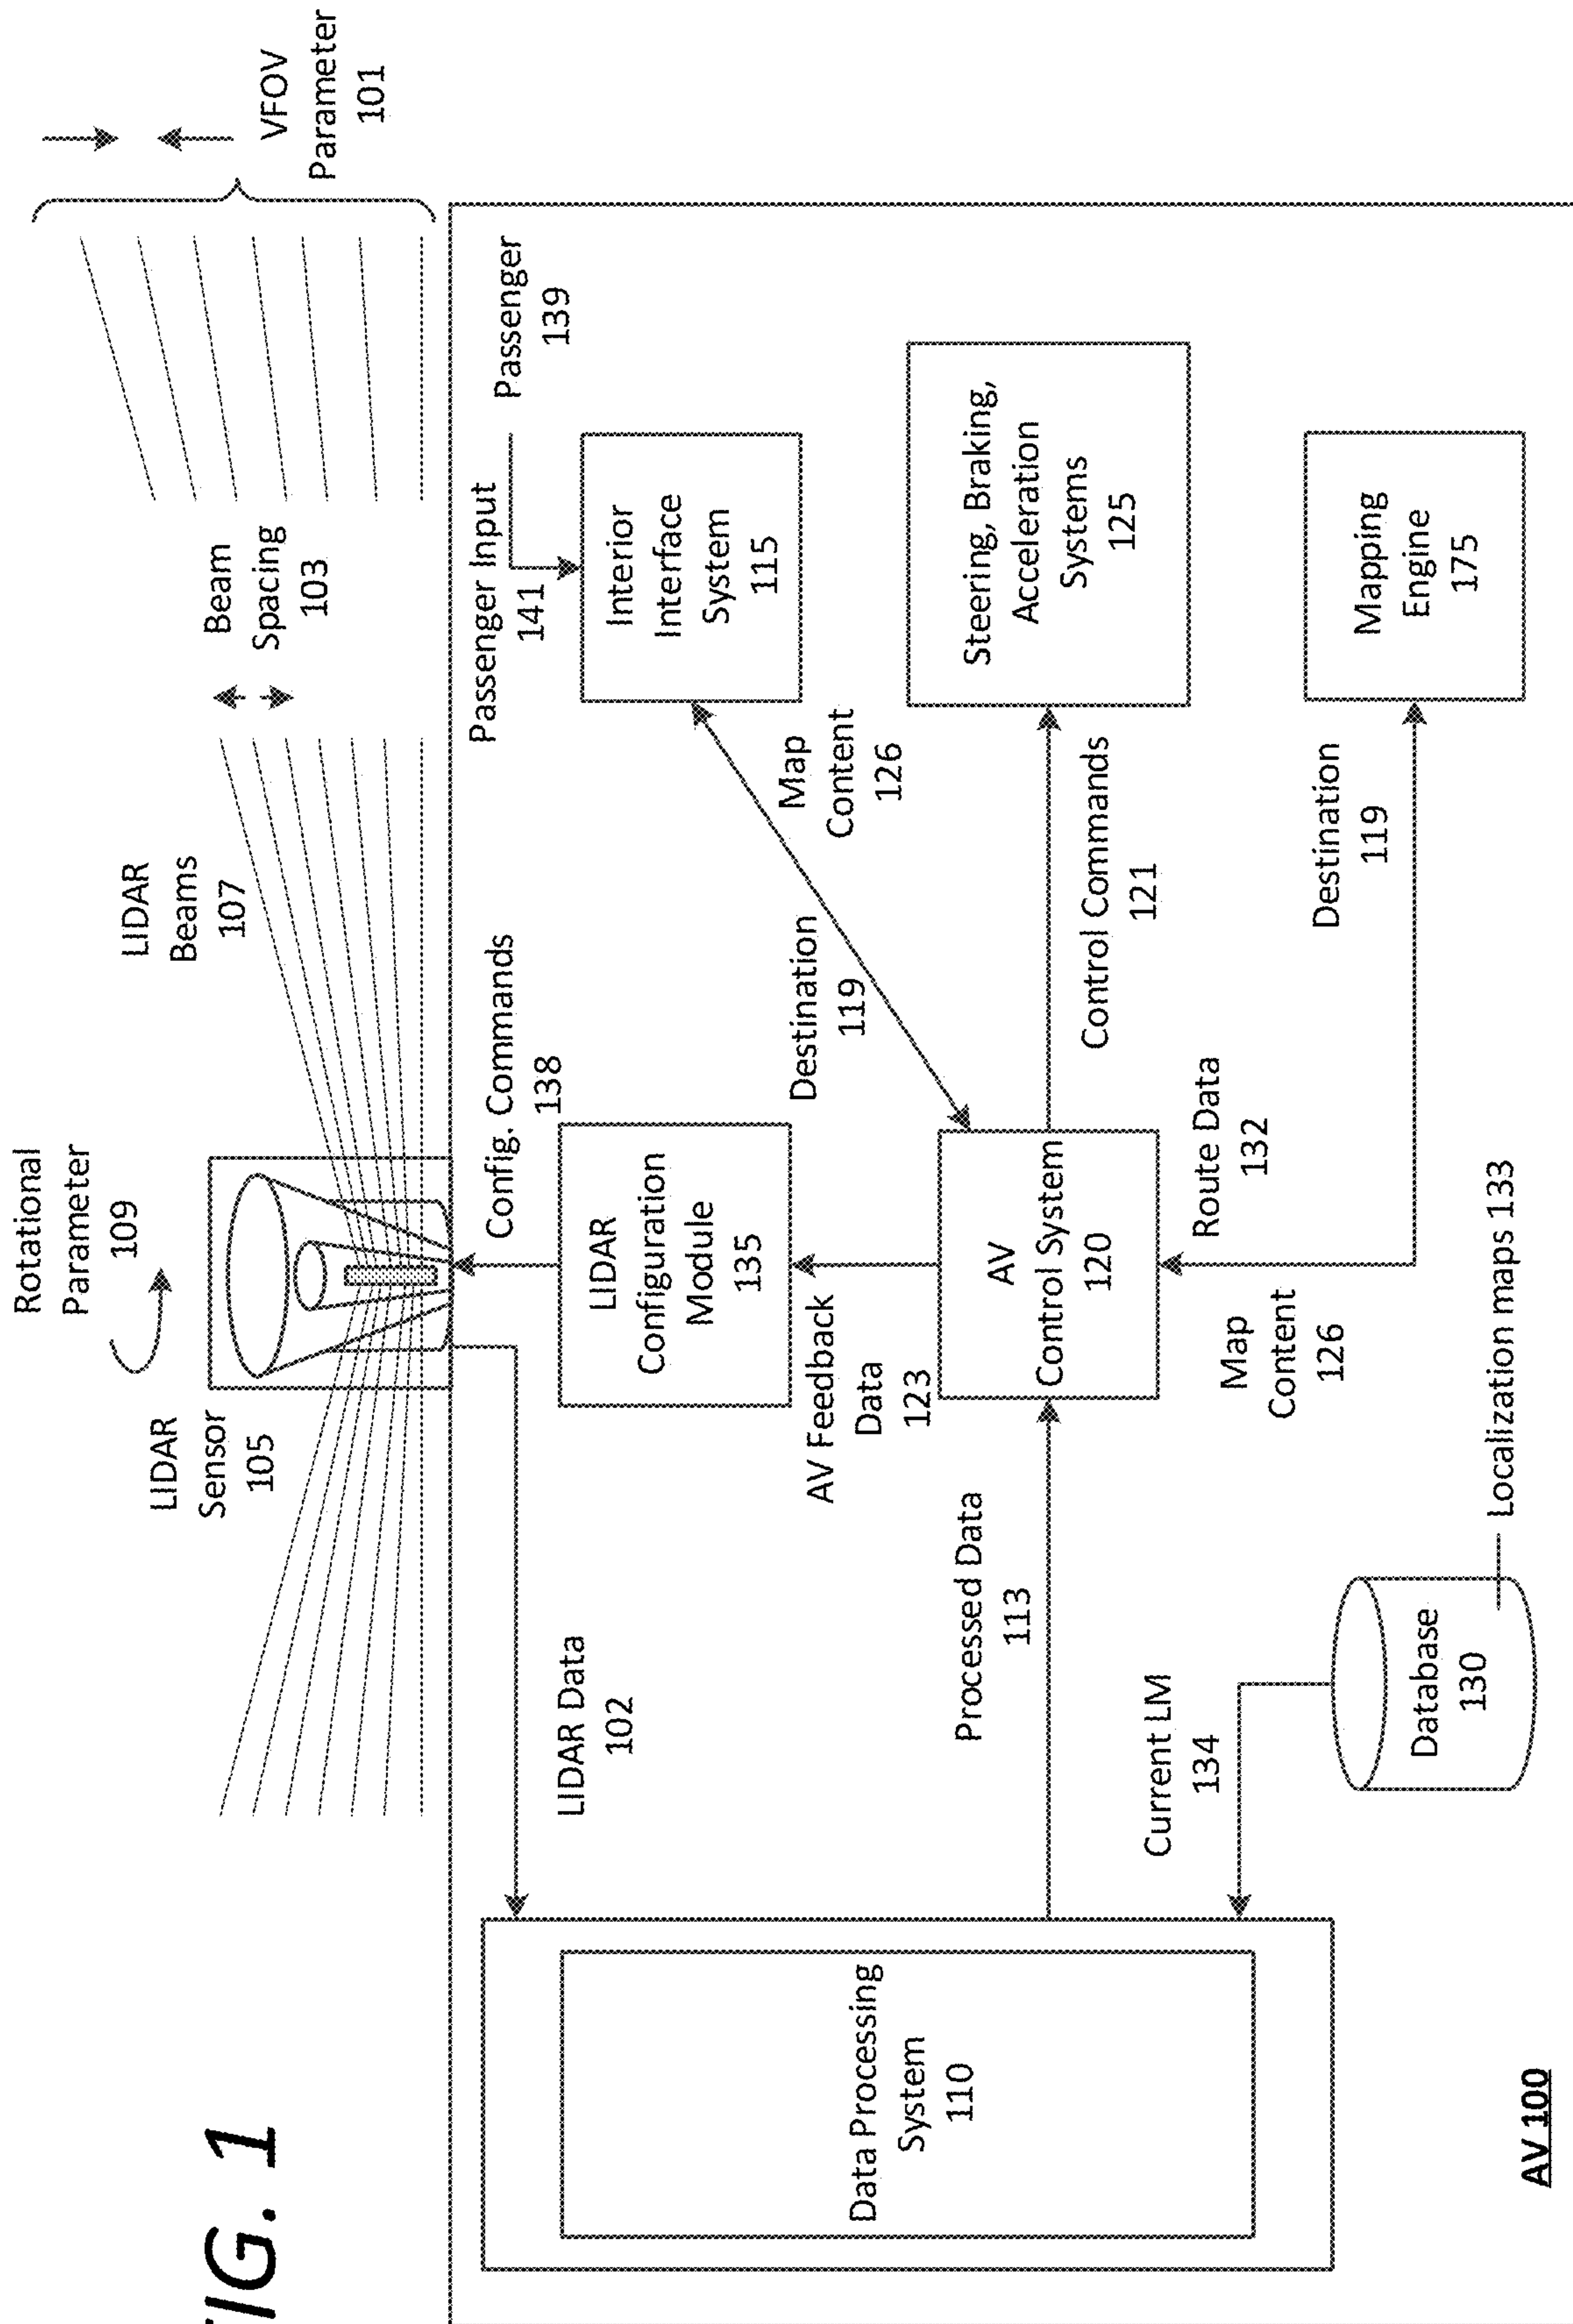 FIG. 1
Rotational
Parameter
109
LIDAR
Sensor
105
LIDAR
Beams
107
Beam
Spacing
103
VFOV
Parameter
101
LIDAR Data
102
Config. Commands
138
Passenger Input
141
Passenger
139
LIDAR
Configuration
Module
135
Interior
Interface
System
115
AV Feedback
Data
123
Destination
119
Map
Content
126
Data Processing
System
110
Processed Data
113
AV
Control System
120
Control Commands
121
Steering, Braking,
Acceleration
Systems
125
Current LM
134
Map
Content
126
Route Data
132
Destination
119
Mapping
Engine
175
Database
130
Localization maps 133
AV 100